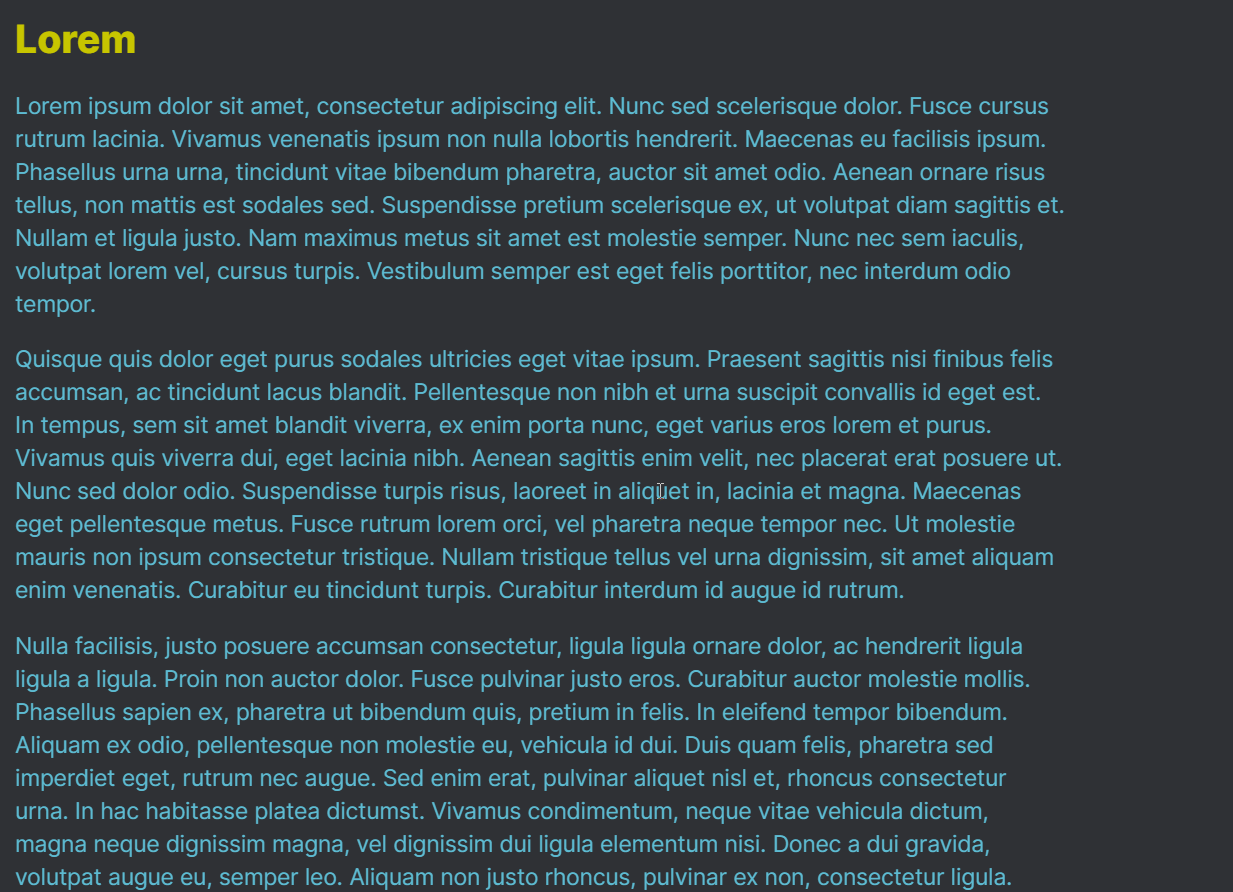 Lorem
Lorem ipsum dolor sit amet, consectetur adipiscing elit. Nunc sed scelerisque dolor. Fusce cursus
rutrum lacinia. Vivamus venenatis ipsum non nulla lobortis hendrerit. Maecenas eu facilisis ipsum.
Phasellus urna urna, tincidunt vitae bibendum pharetra, auctor sit amet odio. Aenean ornare risus
tellus, non mattis est sodales sed. Suspendisse pretium scelerisque ex, ut volutpat diam sagittis et.
Nullam et ligula justo. Nam maximus metus sit amet est molestie semper. Nunc nec sem iaculis,
volutpat lorem vel, cursus turpis. Vestibulum semper est eget felis porttitor, nec interdum odio
tempor.
Quisque quis dolor eget purus sodales ultricies eget vitae ipsum. Praesent sagittis nisi finibus felis
accumsan, ac tincidunt lacus blandit. Pellentesque non nibh et urna suscipit convallis id eget est.
In tempus, sem sit amet blandit viverra, ex enim porta nunc, eget varius eros lorem et purus.
Vivamus quis viverra dui, eget lacinia nibh. Aenean sagittis enim velit, nec placerat erat posuere ut.
Nunc sed dolor odio. Suspendisse turpis risus, laoreet in aliquet in, lacinia et magna. Maecenas
eget pellentesque metus. Fusce rutrum lorem orci, vel pharetra neque tempor nec. Ut molestie
mauris non ipsum consectetur tristique. Nullam tristique tellus vel urna dignissim, sit amet aliquam
enim venenatis. Curabitur eu tincidunt turpis. Curabitur interdum id augue id rutrum.
Nulla facilisis, justo posuere accumsan consectetur, ligula ligula ornare dolor, ac hendrerit ligula
ligula a ligula. Proin non auctor dolor. Fusce pulvinar justo eros. Curabitur auctor molestie mollis.
Phasellus sapien ex, pharetra ut bibendum quis, pretium in felis. In eleifend tempor bibendum.
Aliquam ex odio, pellentesque non molestie eu, vehicula id dui. Duis quam felis, pharetra sed
imperdiet eget, rutrum nec augue. Sed enim erat, pulvinar aliquet nisl et, rhoncus consectetur
urna. In hac habitasse platea dictumst. Vivamus condimentum, neque vitae vehicula dictum,
magna neque dignissim magna, vel dignissim dui ligula elementum nisi. Donec a dui gravida,
volutpat augue eu, semper leo. Aliquam non justo rhoncus, pulvinar ex non, consectetur ligula.